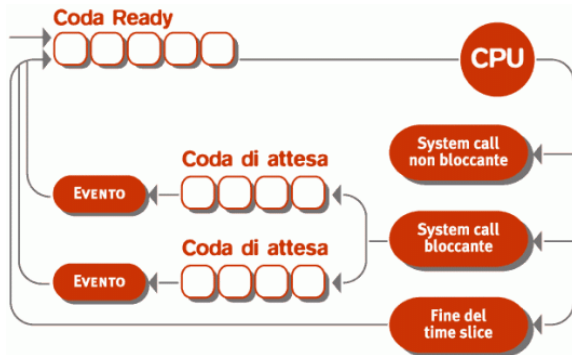 Coda Ready
CPU
System call
non bloccante
Coda di attesa
EVENTO
System call
bloccante
Coda di attesa
EVENTO
Fine del
time slice